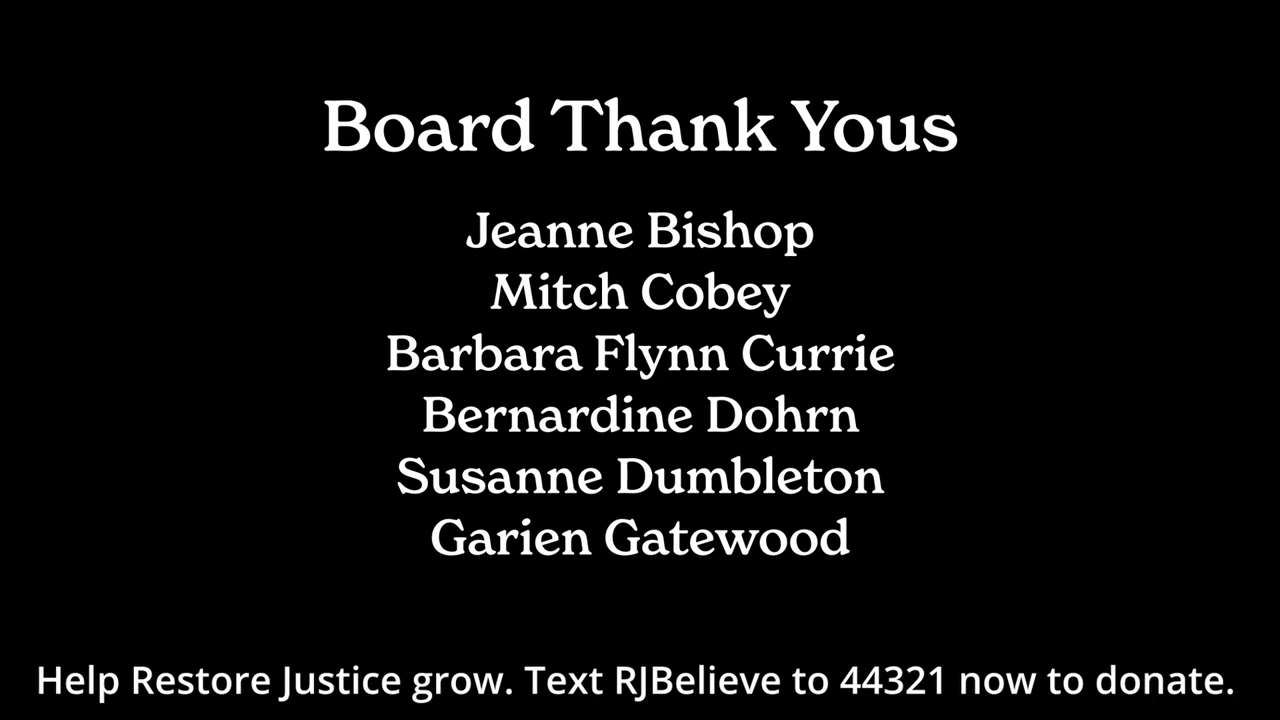 Board Thank Yous
Jeanne Bishop
Mitch Cobey
Barbara Flynn Currie
Bernardine Dohrn
Susanne Dumbleton
Garien Gatewood
Help Restore Justice grow. Text RJBelieve to 44321 now to donate.